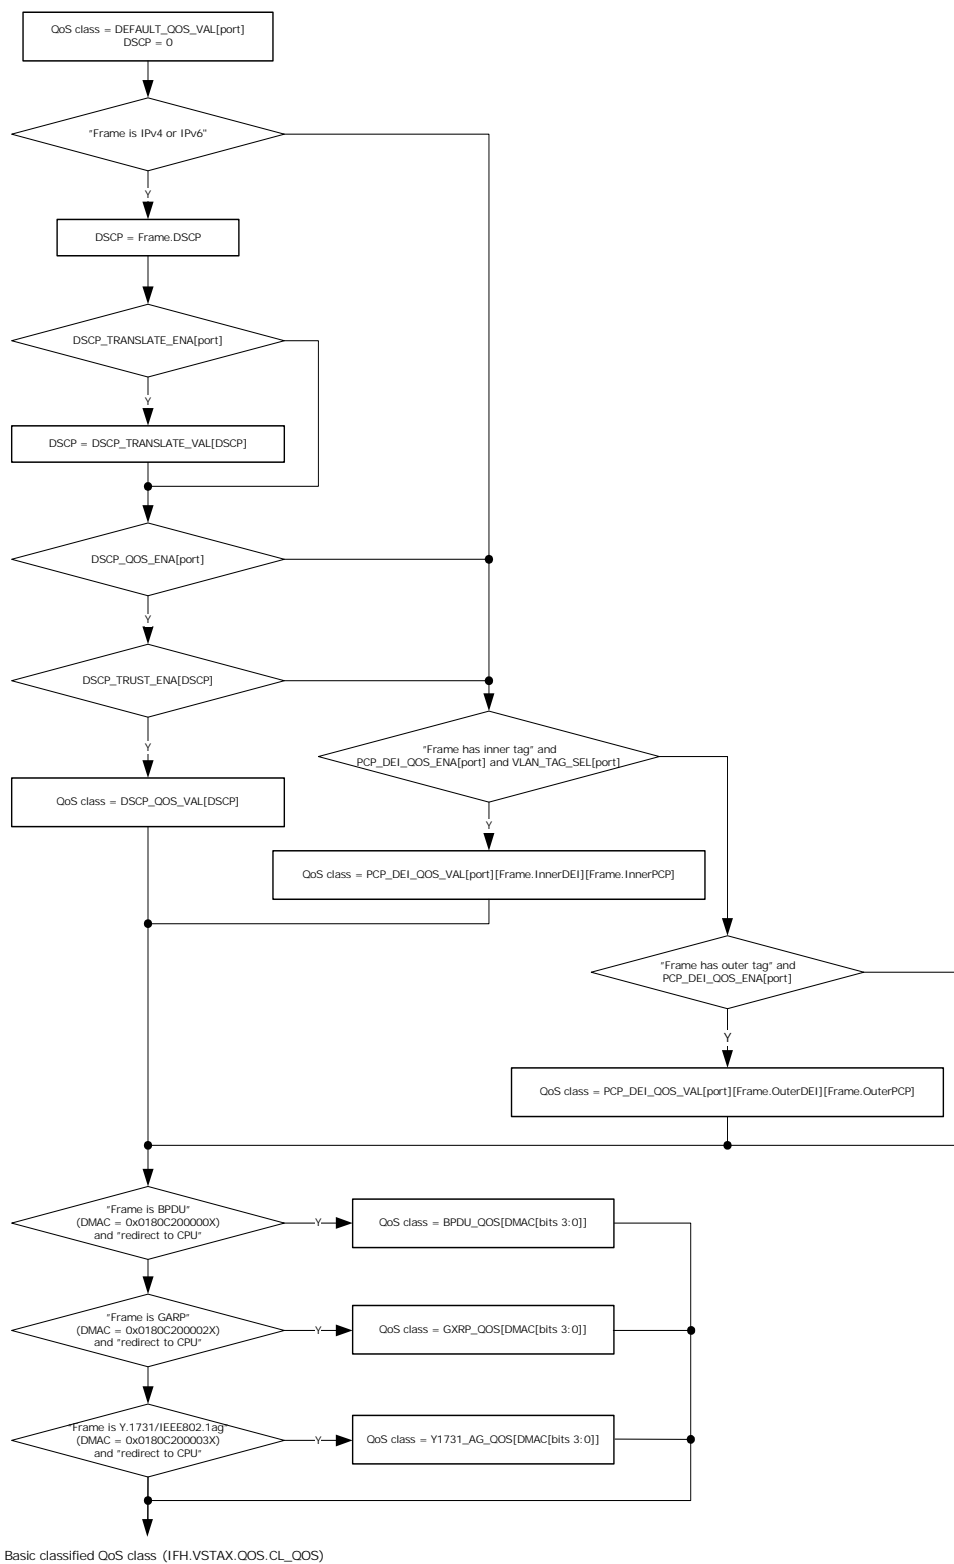 QoS class = DEFAULT_QOS_VAL[port]
DSCP = 0
"Frame is IPv4 or IPv6"
Y
DSCP = Frame.DSCP
DSCP_TRANSLATE_ENA[port]
Y
DSCP = DSCP_TRANSLATE_VAL[DSCP]
DSCP_QOS_ENA[port]
Y
DSCP_TRUST_ENA[DSCP]
Y
QoS class = DSCP_QOS_VAL[DSCP]
"Frame has inner tag" and
PCP_DEI_QOS_ENA[port] and VLAN_TAG_SEL[port]
Y
QoS class = PCP_DEI_QOS_VAL[port][Frame.InnerDEI][Frame.InnerPCP]
"Frame has outer tag" and
PCP_DEI_QOS_ENA[port]
Y
QoS class = PCP_DEI_QOS_VAL[port][Frame.OuterDEI][Frame.OuterPCP]
"Frame is BPDU"
(DMAC = 0x0180C200000X)
and "redirect to CPU"
Y
QoS class = BPDU_QOS[DMAC[bits 3:0]]
"Frame is GARP"
(DMAC = 0x0180C200002X)
and "redirect to CPU"
Y
QoS class = GXRP_QOS[DMAC[bits 3:0]]
"Frame is Y.1731/IEEE802.1ag"
(DMAC = 0x0180C200003X)
and "redirect to CPU"
Y
QoS class = Y1731_AG_QOS[DMAC[bits 3:0]]
Basic classified QoS class (IFH.VSTAX.QOS.CL_QOS)